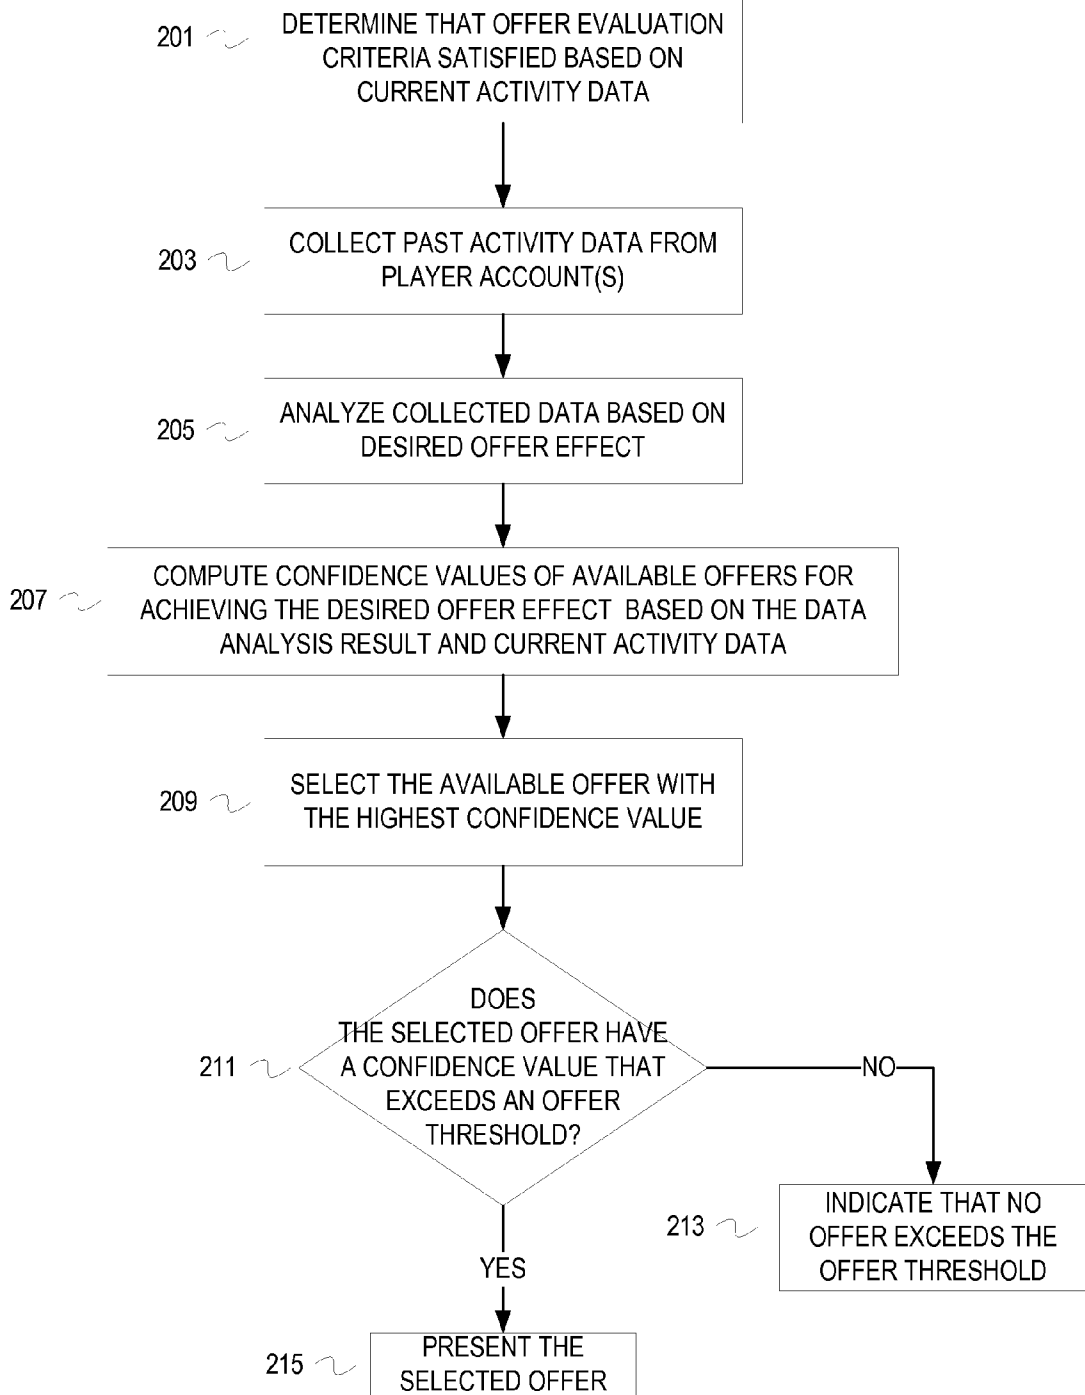 201
DETERMINE THAT OFFER EVALUATION
CRITERIA SATISFIED BASED ON
CURRENT ACTIVITY DATA
203
COLLECT PAST ACTIVITY DATA FROM
PLAYER ACCOUNT(S)
205
ANALYZE COLLECTED DATA BASED ON
DESIRED OFFER EFFECT
207
COMPUTE CONFIDENCE VALUES OF AVAILABLE OFFERS FOR
ACHIEVING THE DESIRED OFFER EFFECT BASED ON THE DATA
ANALYSIS RESULT AND CURRENT ACTIVITY DATA
209
SELECT THE AVAILABLE OFFER WITH
THE HIGHEST CONFIDENCE VALUE
211
DOES
THE SELECTED OFFER HAVE
A CONFIDENCE VALUE THAT
EXCEEDS AN OFFER
THRESHOLD?
NO
213
INDICATE THAT NO
OFFER EXCEEDS THE
OFFER THRESHOLD
YES
215
PRESENT THE
SELECTED OFFER